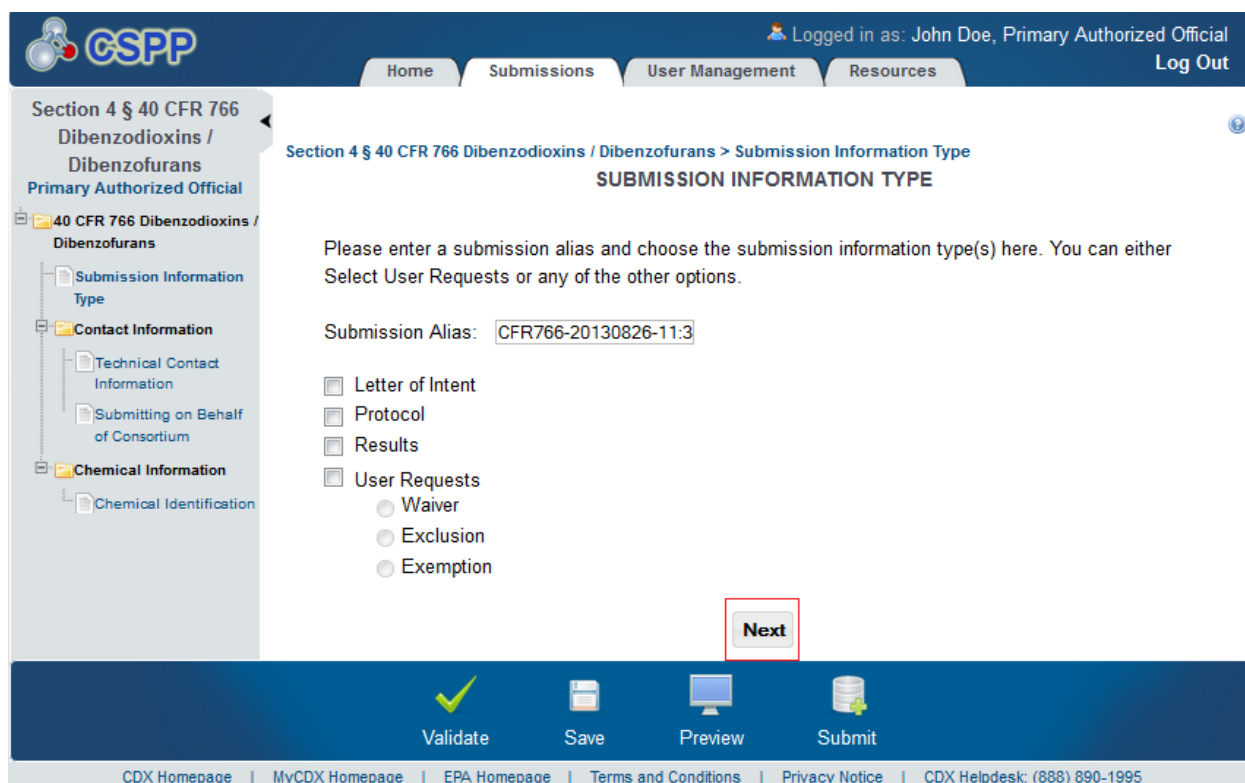 CSPP
Logged in as: John Doe, Primary Authorized Official
Log Out
Home
Submissions
User Management
Resources
Section 4 § 40 CFR 766
Dibenzodioxins /
Dibenzofurans
Primary Authorized Official
40 CFR 766 Dibenzodioxins /
Dibenzofurans
Submission Information
Type
Contact Information
Technical Contact
Information
Submitting on Behalf
of Consortium
Chemical Information
Chemical Identification
Section 4 § 40 CFR 766 Dibenzodioxins / Dibenzofurans > Submission Information Type
SUBMISSION INFORMATION TYPE
Please enter a submission alias and choose the submission information type(s) here. You can either
Select User Requests or any of the other options.
Submission Alias: CFR766-20130826-11:3
Letter of Intent
Protocol
Results
User Requests
Waiver
Exclusion
Exemption
Next
Validate
Save
Preview
Submit
CDX Homepage | MyCDX Homepage | EPA Homepage | Terms and Conditions | Privacy Notice | CDX Helpdesk: (888) 890-1995